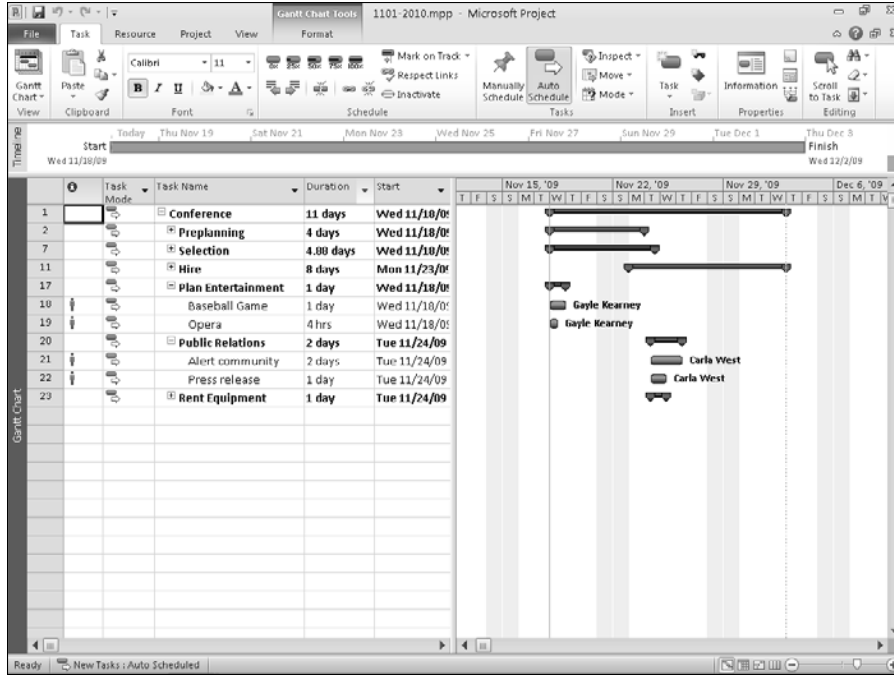 Gantt Chart Tools 1101-2010.mpp - Microsoft Project
File Task Resource Project View Format
Calibri 11
Mark on Track
Respect Links
Inactivate
Inspect
Move
Mode
Gantt Chart
Paste
B I U A
Manually Schedule
Auto Schedule
Task
Information
Scroll to Task
View Clipboard Font Schedule Tasks Insert Properties Editing
Timeline
Today Thu Nov 19 Sat Nov 21 Mon Nov 23 Wed Nov 25 Fri Nov 27 Sun Nov 29 Tue Dec 1 Thu Dec 3
Start Finish
Wed 11/18/09 Wed 12/2/09
Task Mode Task Name Duration Start
Nov 15, '09 Nov 22, '09 Nov 29, '09 Dec 6, '09
T F S S M T W T F S S M T W T F S S M T W T F S S M T W
1 Conference 11 days Wed 11/18/09
2 Preplanning 4 days Wed 11/18/09
7 Selection 4.88 days Wed 11/18/09
11 Hire 8 days Mon 11/23/09
17 Plan Entertainment 1 day Wed 11/18/09
18 Baseball Game 1 day Wed 11/18/09 Gayle Kearney
19 Opera 4 hrs Wed 11/18/09 Gayle Kearney
20 Public Relations 2 days Tue 11/24/09
21 Alert community 2 days Tue 11/24/09 Carla West
22 Press release 1 day Tue 11/24/09 Carla West
23 Rent Equipment 1 day Tue 11/24/09
Gantt Chart
Ready New Tasks : Auto Scheduled